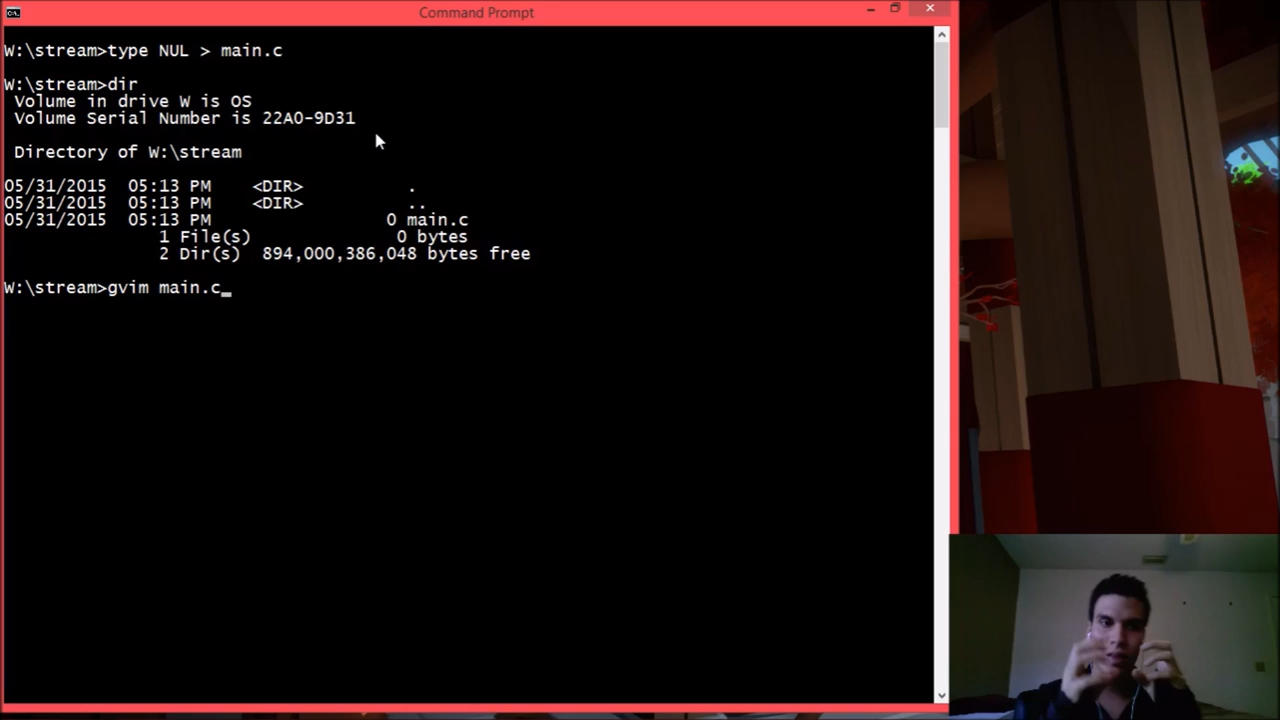 Command Prompt
W:\stream>type NUL > main.c
W:\stream>dir
Volume in drive W is OS
Volume Serial Number is 22A0-9D31
Directory of W:\stream
05/31/2015 05:13 PM <DIR> .
05/31/2015 05:13 PM <DIR> ..
05/31/2015 05:13 PM 0 main.c
1 File(s) 0 bytes
2 Dir(s) 894,000,386,048 bytes free
W:\stream>gvim main.c_